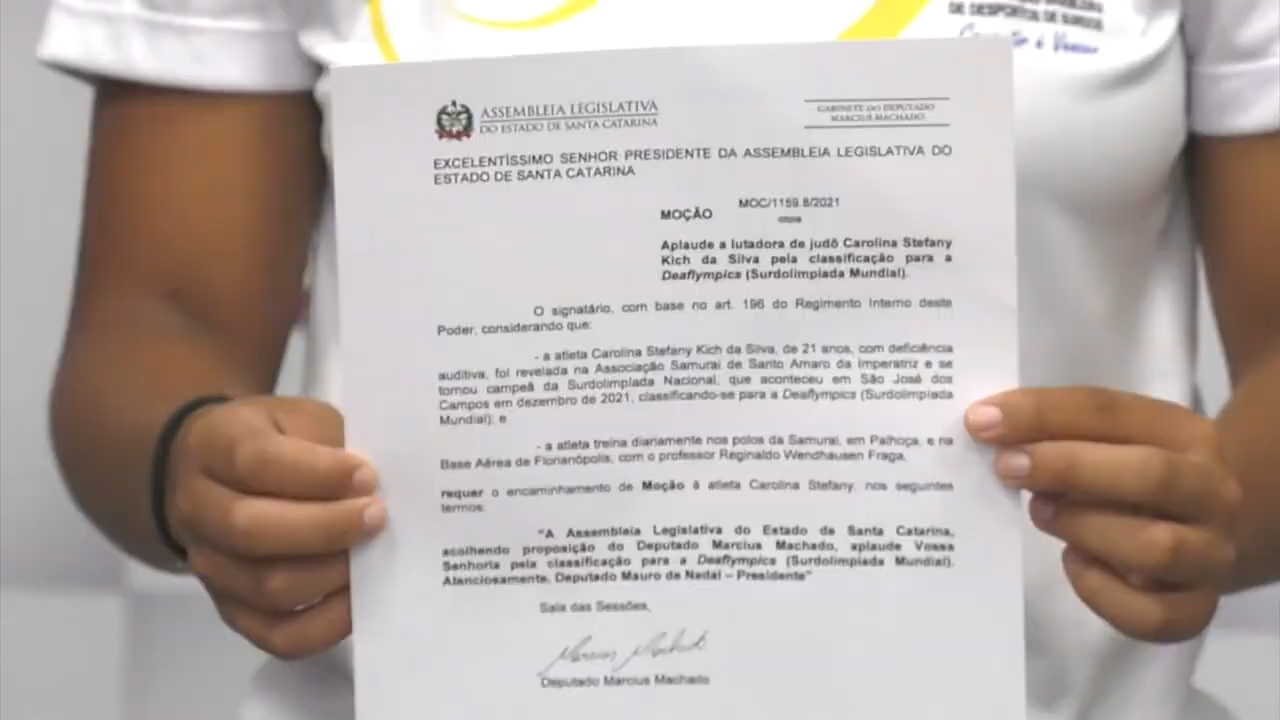 DE DESPORTOS DE SURDOS
ASSEMBLEIA LEGISLATIVA
DO ESTADO DE SANTA CATARINA
GABINETE DO DEPUTADO
MARCIUS MACHADO
EXCELENTÍSSIMO SENHOR PRESIDENTE DA ASSEMBLEIA LEGISLATIVA DO
ESTADO DE SANTA CATARINA
MOÇÃO MOC/1159.8/2021
Aplaude a lutadora de judô Carolina Stefany
Kich da Silva pela classificação para a
Deaflympics (Surdolimpíada Mundial).
O signatário, com base no art. 196 do Regimento Interno deste
Poder, considerando que:
- a atleta Carolina Stefany Kich da Silva, de 21 anos, com deficiência
auditiva, foi revelada na Associação Samurai de Santo Amaro da Imperatriz e se
tornou campeã da Surdolimpíada Nacional, que aconteceu em São José dos
Campos em dezembro de 2021, classificando-se para a Deaflympics (Surdolimpíada
Mundial); e
- a atleta treina diariamente nos polos da Samurai, em Palhoça, e na
Base Aérea de Florianópolis, com o professor Reginaldo Wendhausen Fraga,
requer o encaminhamento de Moção à atleta Carolina Stefany, nos seguintes
termos:
"A Assembleia Legislativa do Estado de Santa Catarina,
acolhendo proposição do Deputado Marcius Machado, aplaude Vossa
Senhoria pela classificação para a Deaflympics (Surdolimpíada Mundial).
Atenciosamente, Deputado Mauro de Nadal – Presidente"
Sala das Sessões,
Marcius Machado
Deputado Marcius Machado